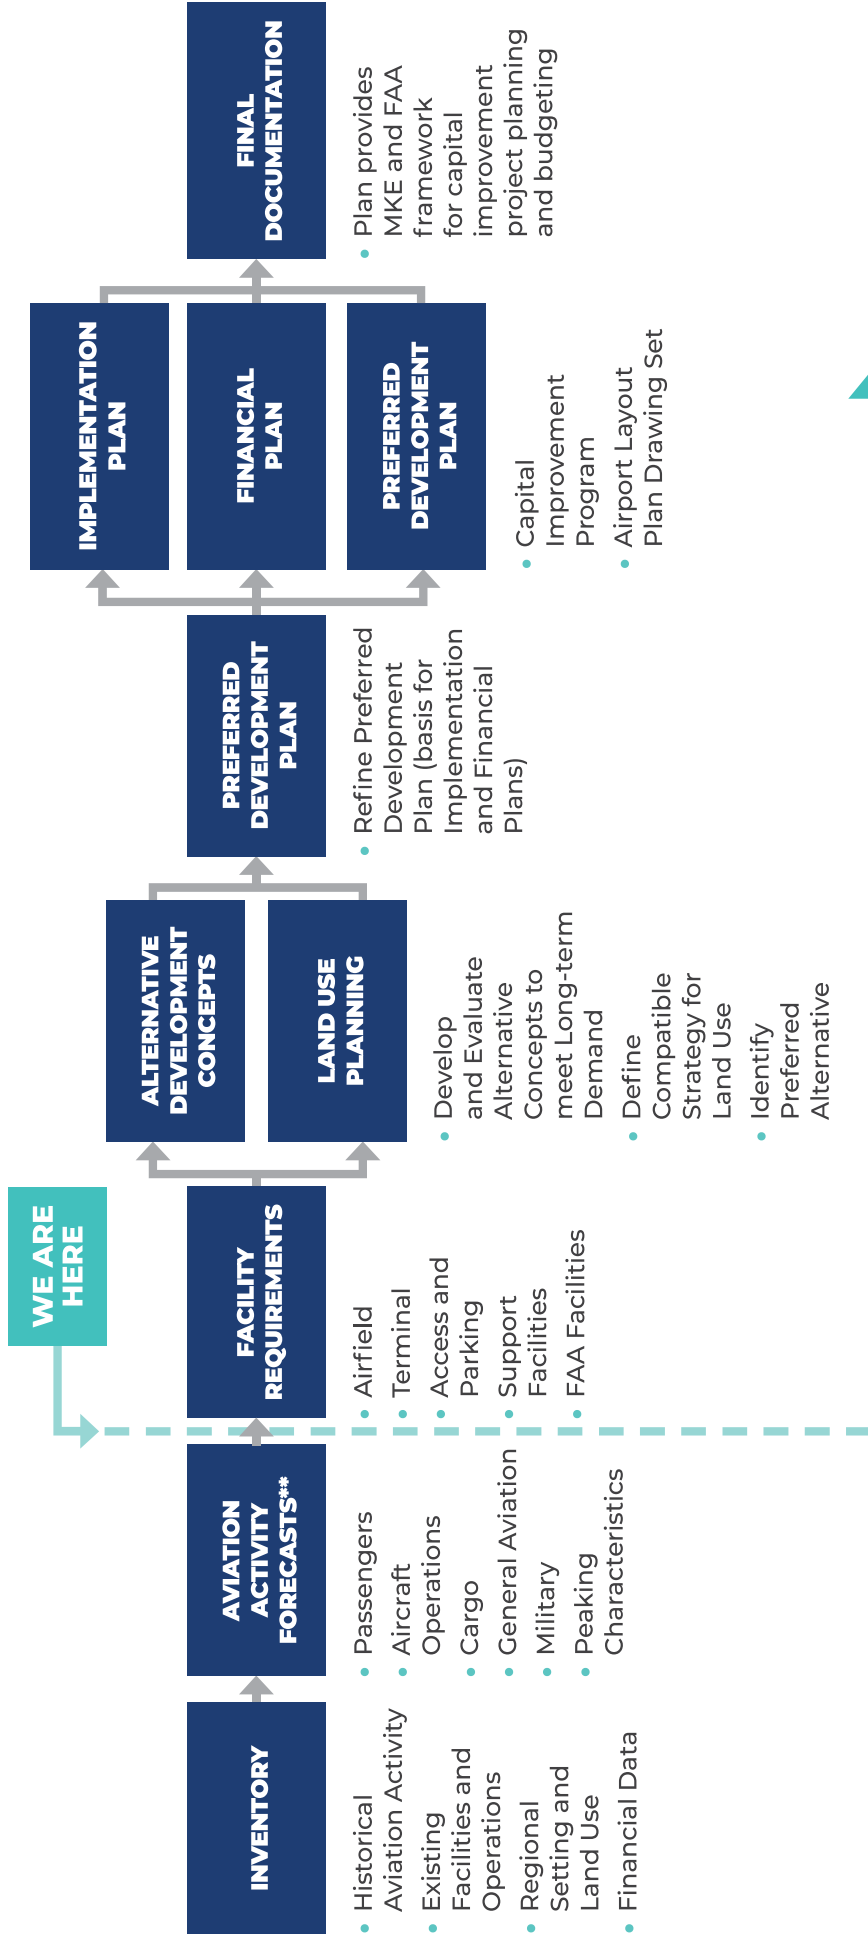 WE ARE
HERE
INVENTORY
• Historical
Aviation Activity
• Existing
Facilities and
Operations
• Regional
Setting and
Land Use
• Financial Data
AVIATION
ACTIVITY
FORECASTS**
• Passengers
• Aircraft
Operations
• Cargo
• General Aviation
• Military
• Peaking
Characteristics
FACILITY
REQUIREMENTS
• Airfield
• Terminal
• Access and
Parking
• Support
Facilities
• FAA Facilities
ALTERNATIVE
DEVELOPMENT
CONCEPTS
LAND USE
PLANNING
• Develop
and Evaluate
Alternative
Concepts to
meet Long-term
Demand
• Define
Compatible
Strategy for
Land Use
• Identify
Preferred
Alternative
PREFERRED
DEVELOPMENT
PLAN
• Refine Preferred
Development
Plan (basis for
Implementation
and Financial
Plans)
IMPLEMENTATION
PLAN
FINANCIAL
PLAN
PREFERRED
DEVELOPMENT
PLAN
• Capital
Improvement
Program
• Airport Layout
Plan Drawing Set
FINAL
DOCUMENTATION
• Plan provides
MKE and FAA
framework
for capital
improvement
project planning
and budgeting